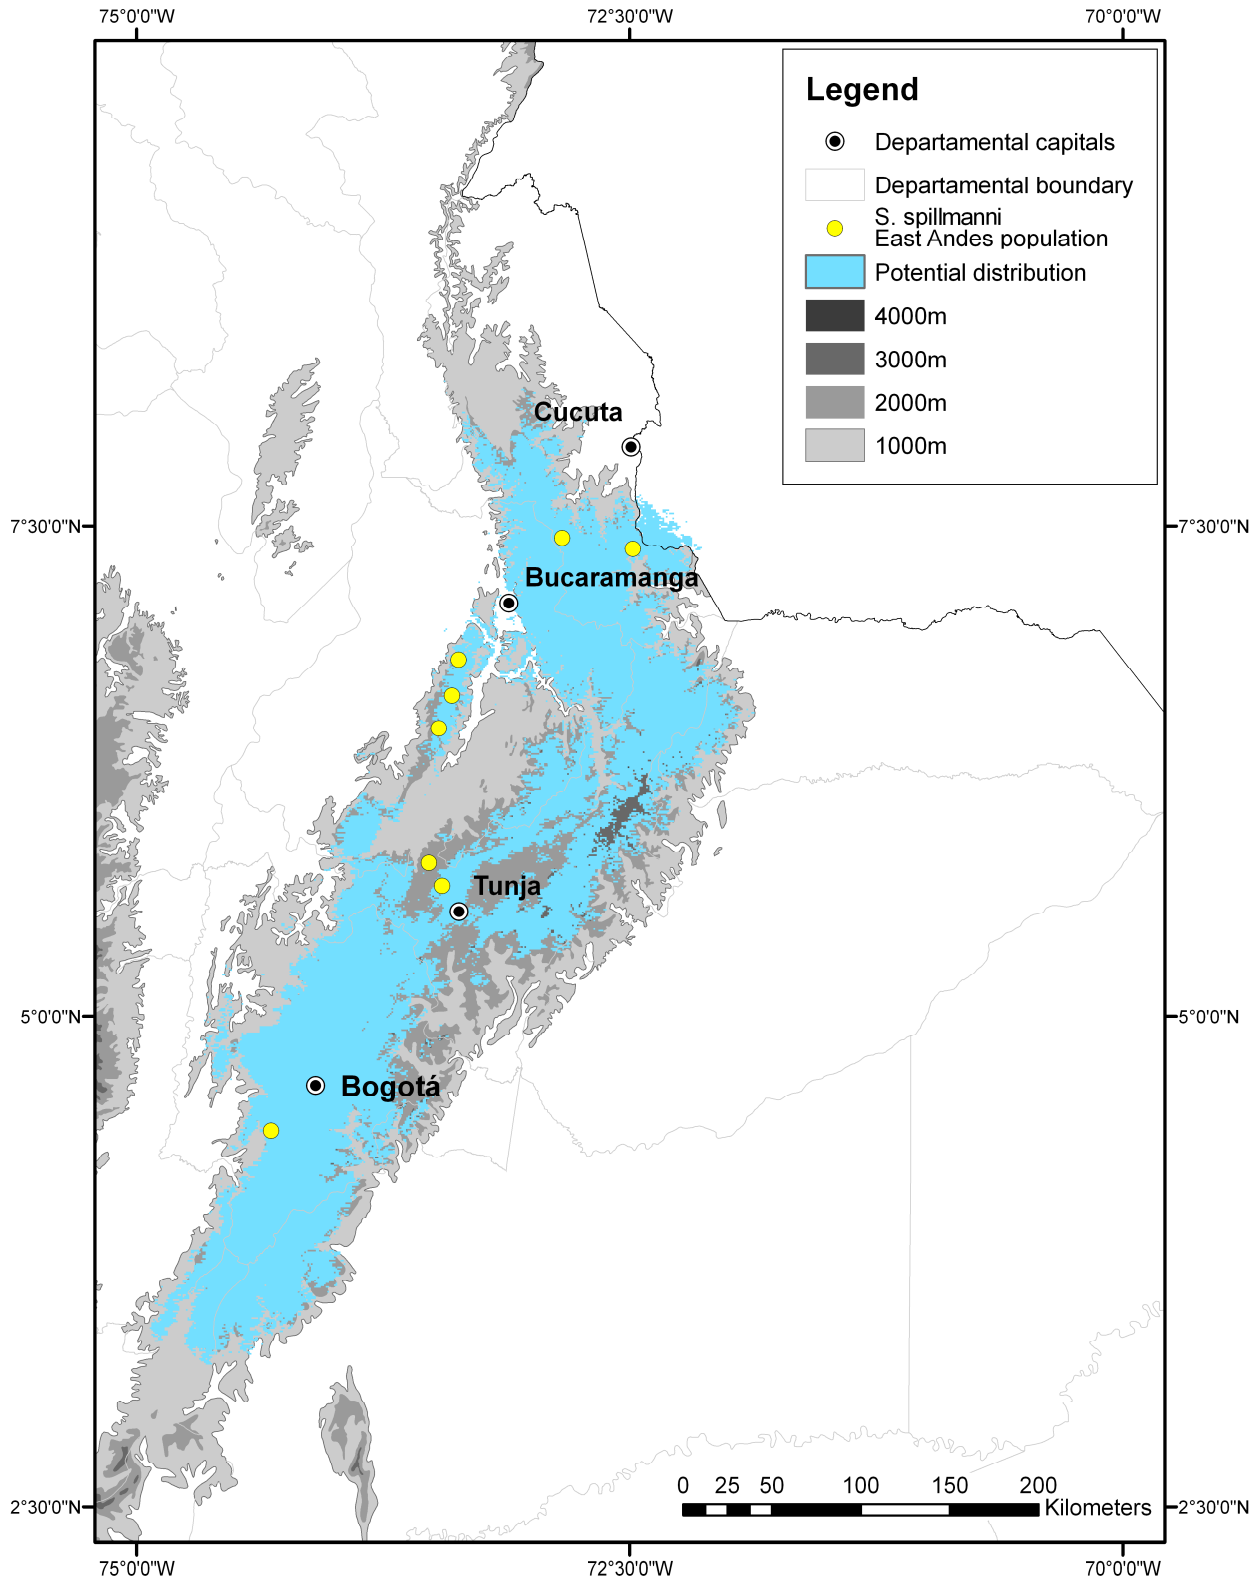 75°0'0"W
72°30'0"W
70°0'0"W
Legend
Departamental capitals
Departamental boundary
S. spillmanni
East Andes population
Potential distribution
4000m
3000m
2000m
1000m
Cucuta
7°30'0"N
7°30'0"N
Bucaramanga
Tunja
5°0'0"N
5°0'0"N
Bogotá
0 25 50 100 150 200
Kilometers
2°30'0"N
2°30'0"N
75°0'0"W
72°30'0"W
70°0'0"W